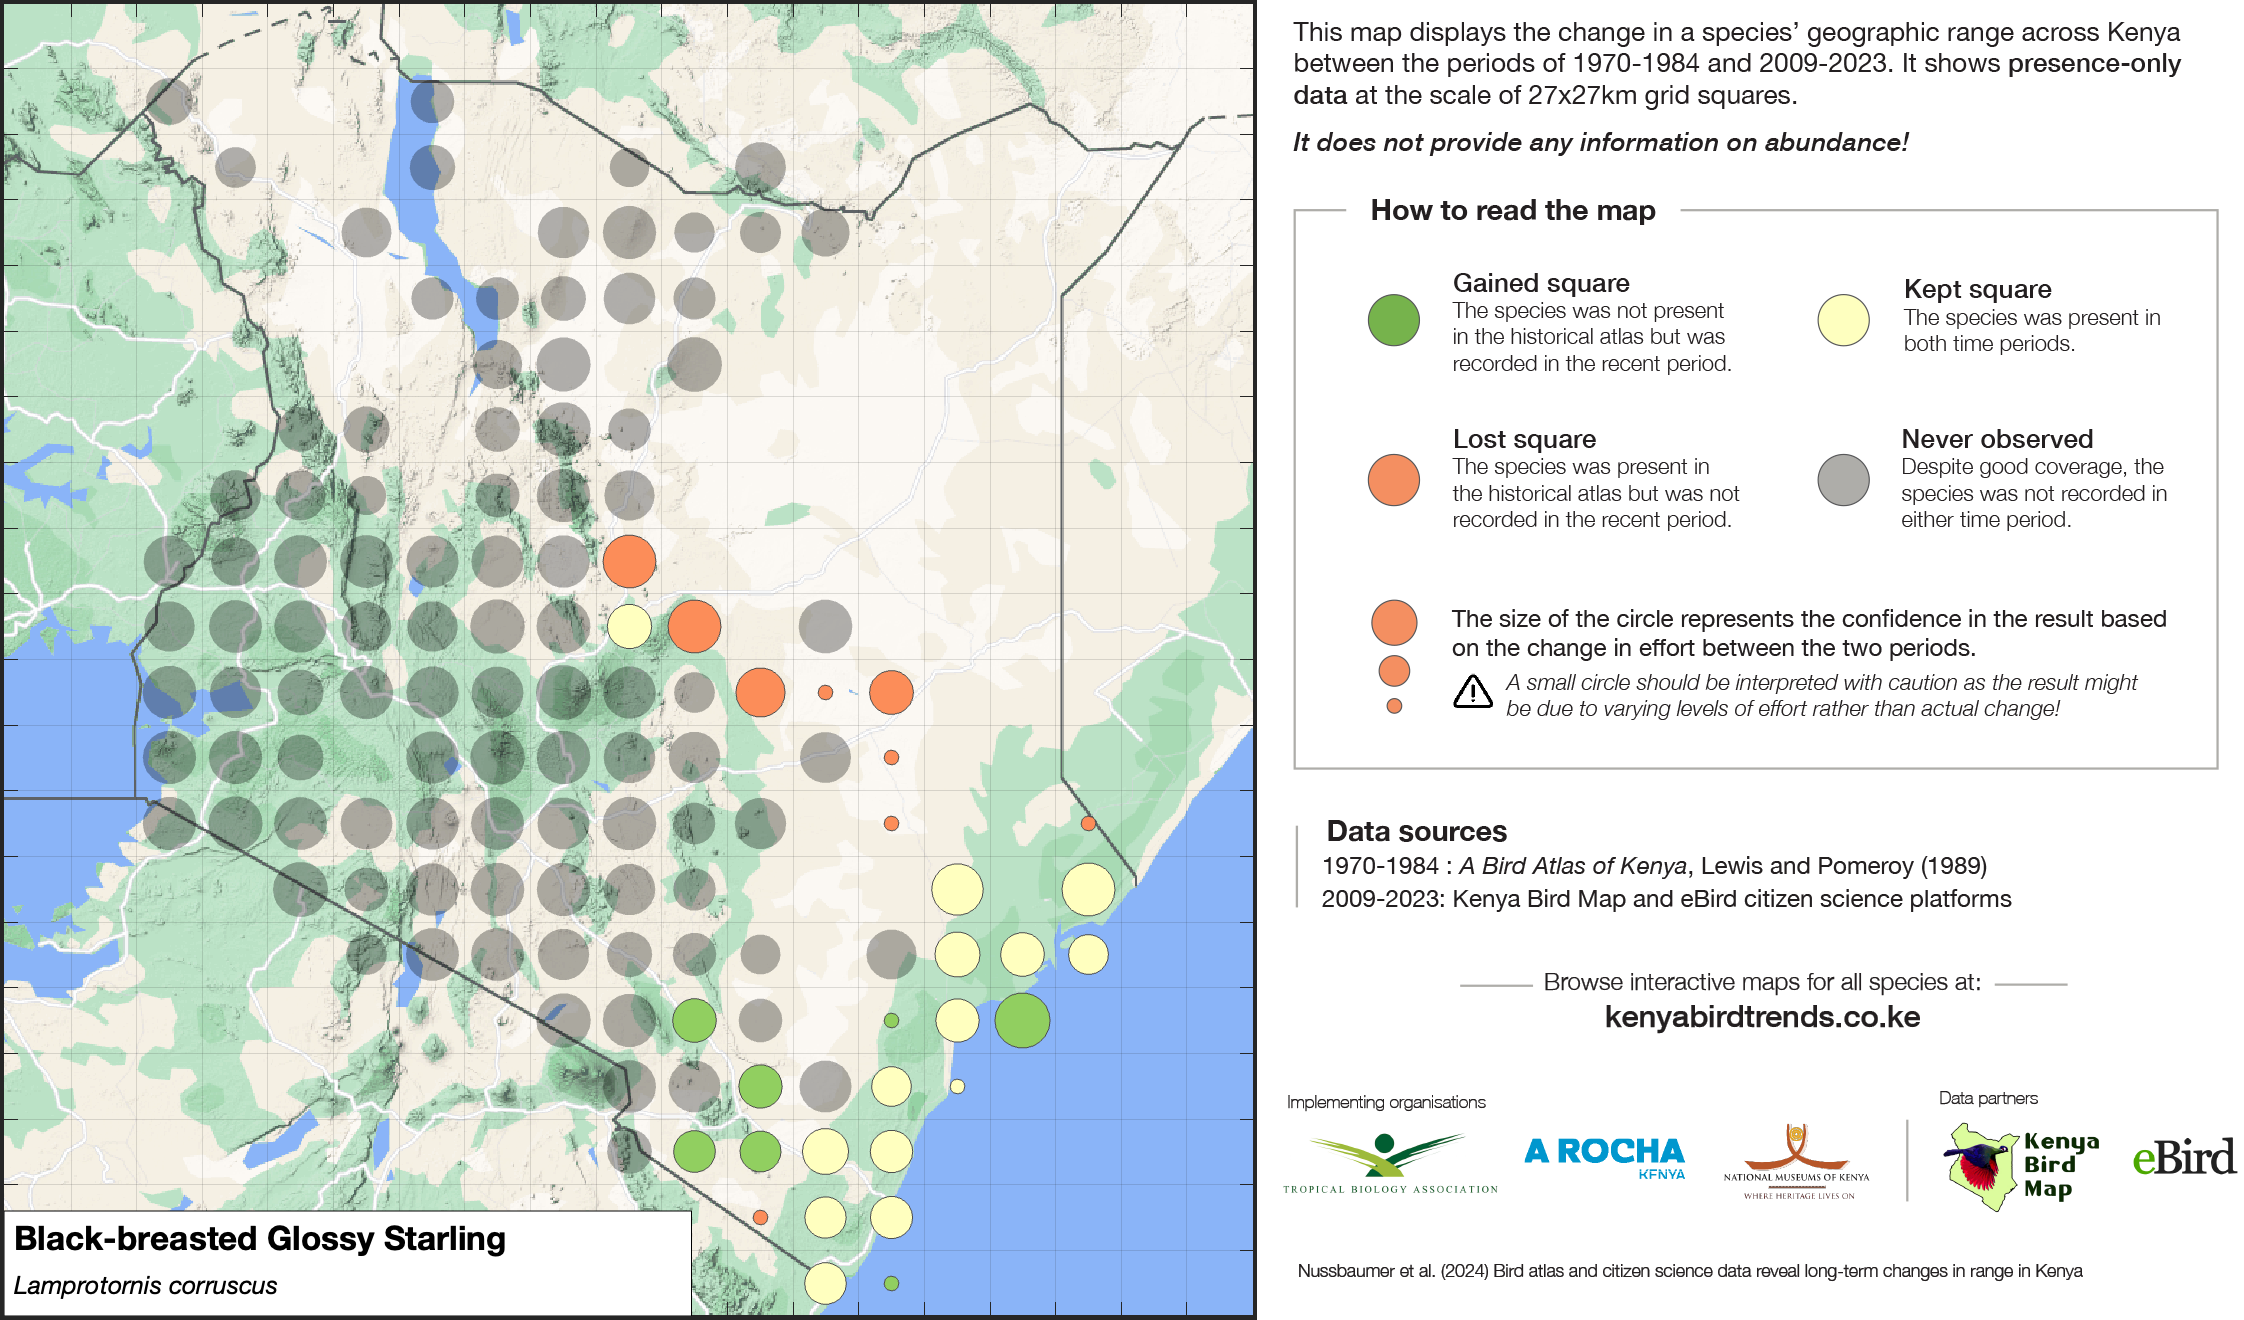 This map displays the change in a species’ geographic range across Kenya
between the periods of 1970-1984 and 2009-2023. It shows presence-only
data at the scale of 27x27km grid squares.
It does not provide any information on abundance!
How to read the map
Gained square
The species was not present
in the historical atlas but was
recorded in the recent period.
Kept square
The species was present in
both time periods.
Lost square
The species was present in
the historical atlas but was not
recorded in the recent period.
Never observed
Despite good coverage, the
species was not recorded in
either time period.
The size of the circle represents the confidence in the result based
on the change in effort between the two periods.
A small circle should be interpreted with caution as the result might
be due to varying levels of effort rather than actual change!
Data sources
1970-1984 : A Bird Atlas of Kenya, Lewis and Pomeroy (1989)
2009-2023: Kenya Bird Map and eBird citizen science platforms
Browse interactive maps for all species at:
kenyabirdtrends.co.ke
Implementing organisations
Data partners
TROPICAL BIOLOGY ASSOCIATION
A ROCHA
KENYA
NATIONAL MUSEUMS OF KENYA
WHERE HERITAGE LIVES ON
Kenya
Bird
Map
eBird
Black-breasted Glossy Starling
Lamprotornis corruscus
Nussbaumer et al. (2024) Bird atlas and citizen science data reveal long-term changes in range in Kenya